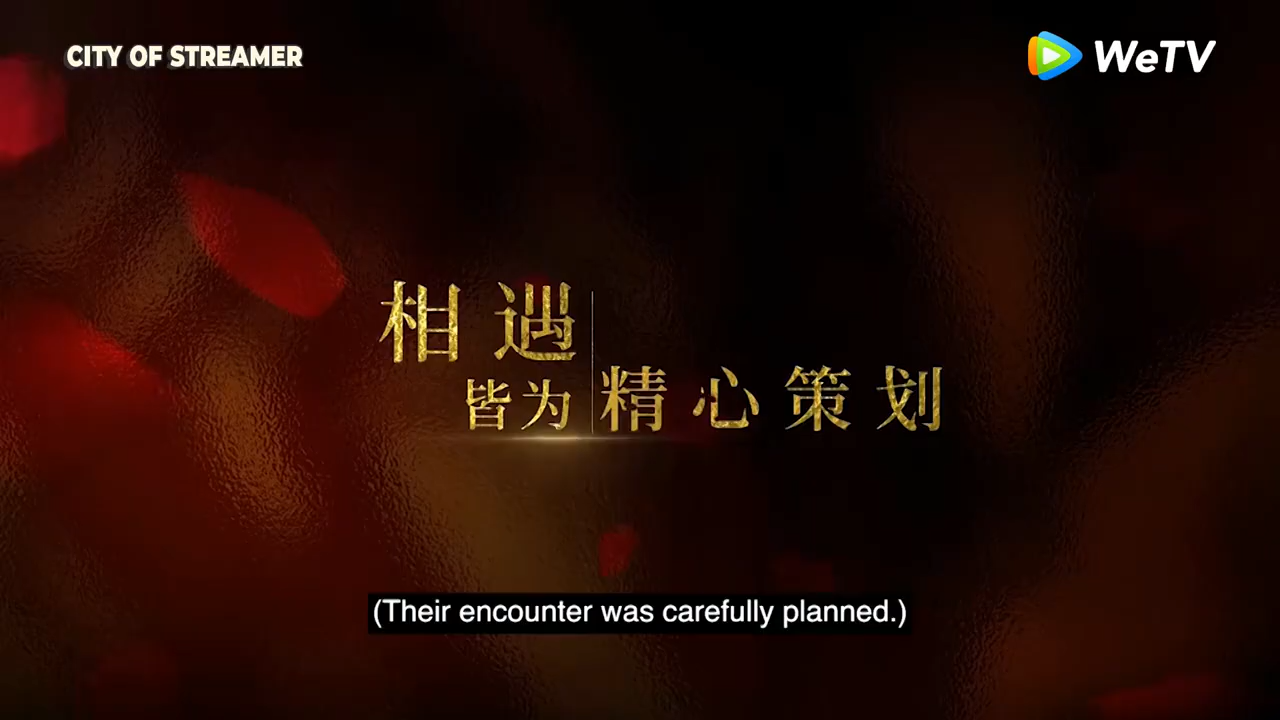 CITY OF STREAMER
WeTV
相遇
皆为精心策划
(Their encounter was carefully planned.)